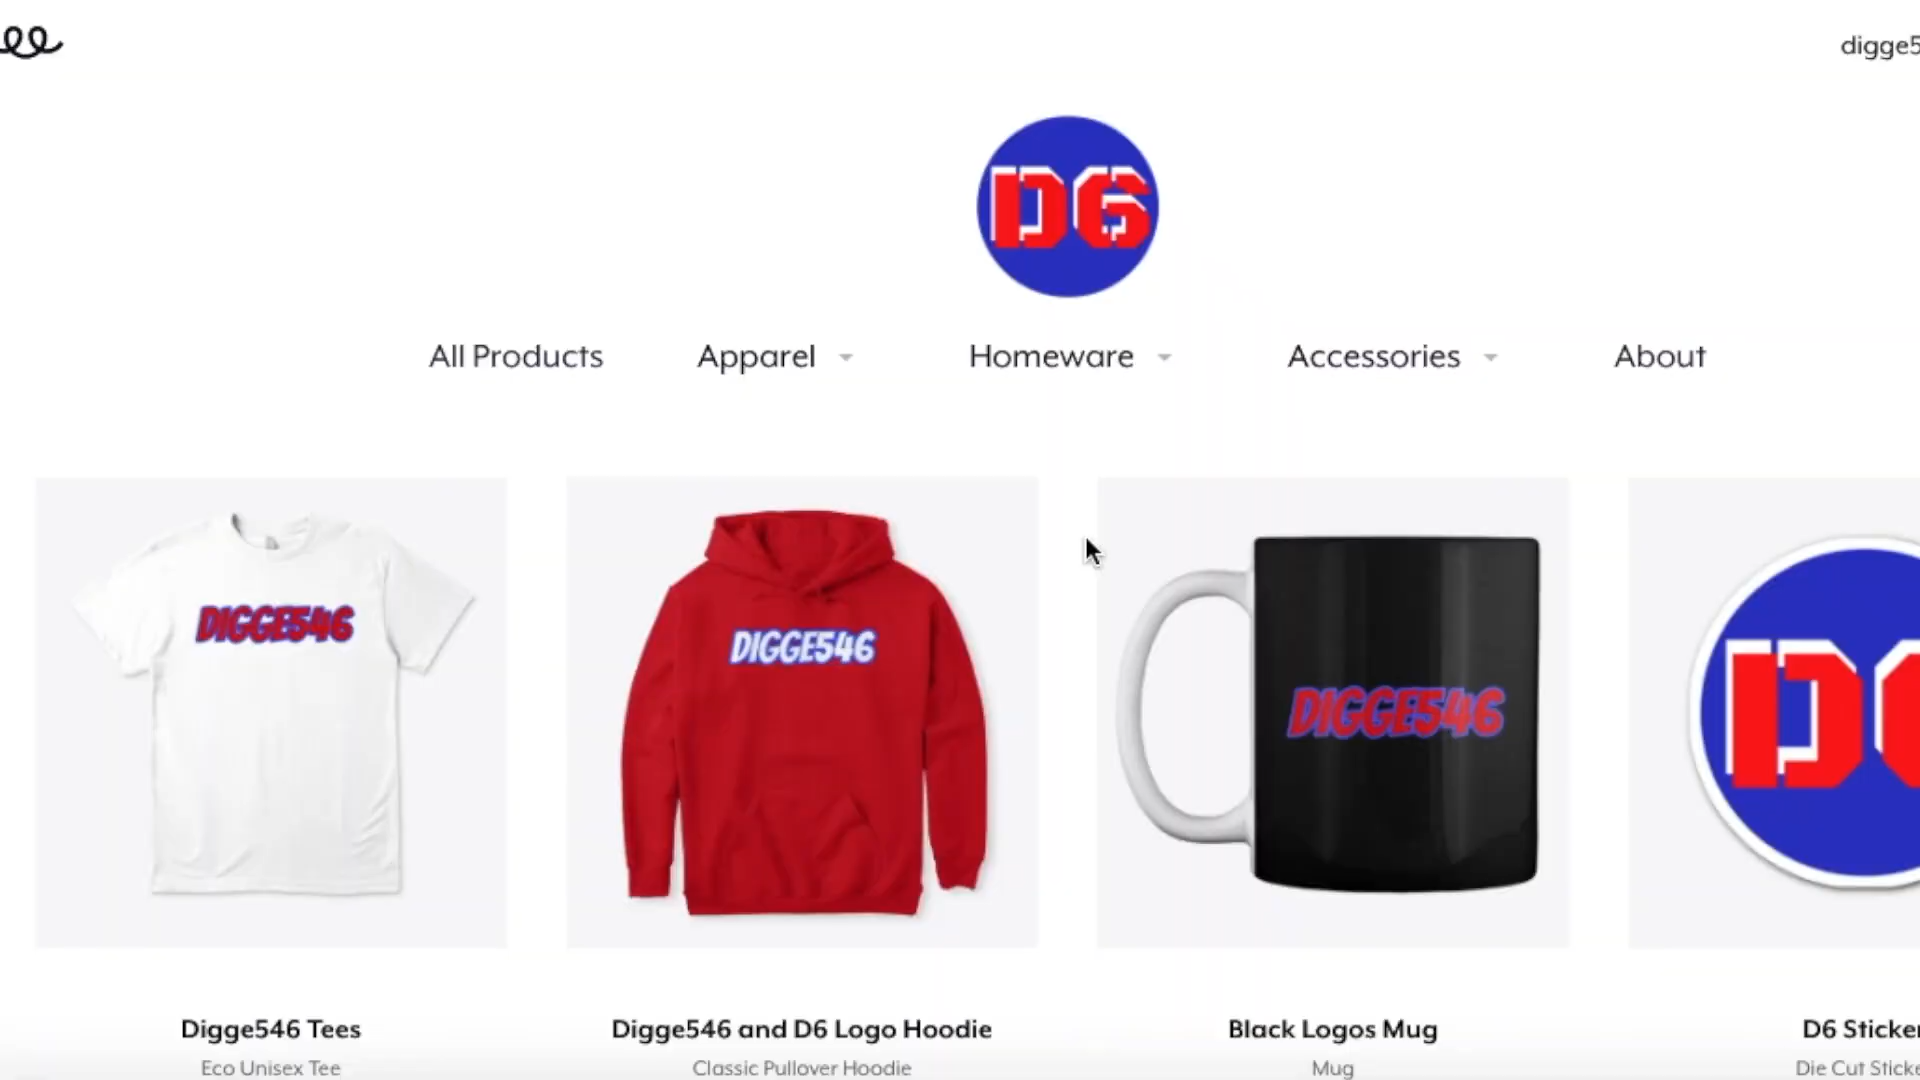 digge5
D6
All Products
Apparel
Homeware
Accessories
About
DIGGE546
DIGGE546
DIGGE546
D6
Digge546 Tees
Digge546 and D6 Logo Hoodie
Black Logos Mug
D6 Sticker
Eco Unisex Tee
Classic Pullover Hoodie
Mug
Die Cut Sticke